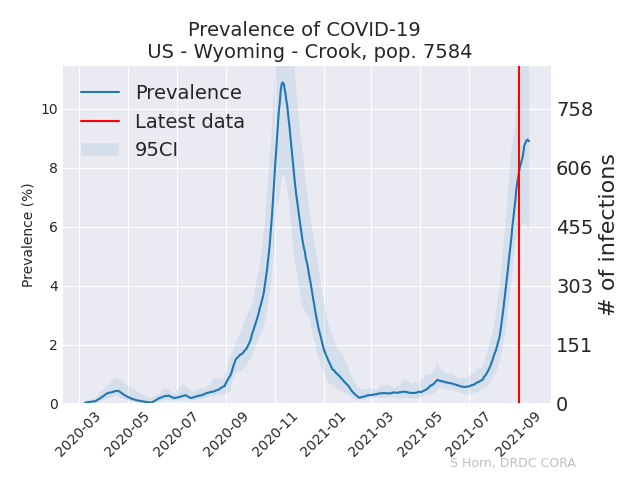 Prevalence of COVID-19
US - Wyoming - Crook, pop. 7584
Prevalence
Latest data
95CI
Prevalence (%)
10
8
6
4
2
0
758
606
455
303
151
0
# of infections
2020-03
2020-05
2020-07
2020-09
2020-11
2021-01
2021-03
2021-05
2021-07
2021-09
S Horn, DRDC CORA